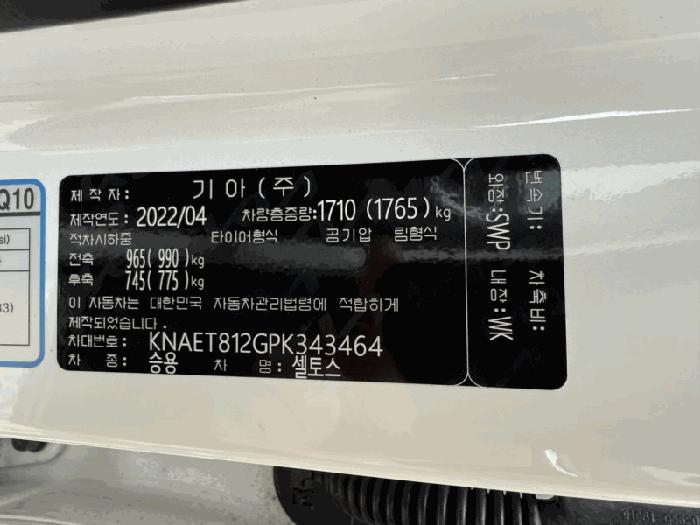 Q10
si)
33)
제 작 자: 기 아 ( 주 )
제작연도: 2022/04 차량총중량:1710 (1765) kg
적차시하중 타이어형식 공기압 림형식
전축 965( 990 )kg
후축 745( 775 )kg
이 자동차는 대한민국 자동차관리법령에 적합하게
제작되었습니다.
차대번호: KNAET812GPK343464
차 종: 승용 차 명: 셀토스
변속기: 차축비:
외장:SWP 내장:WK